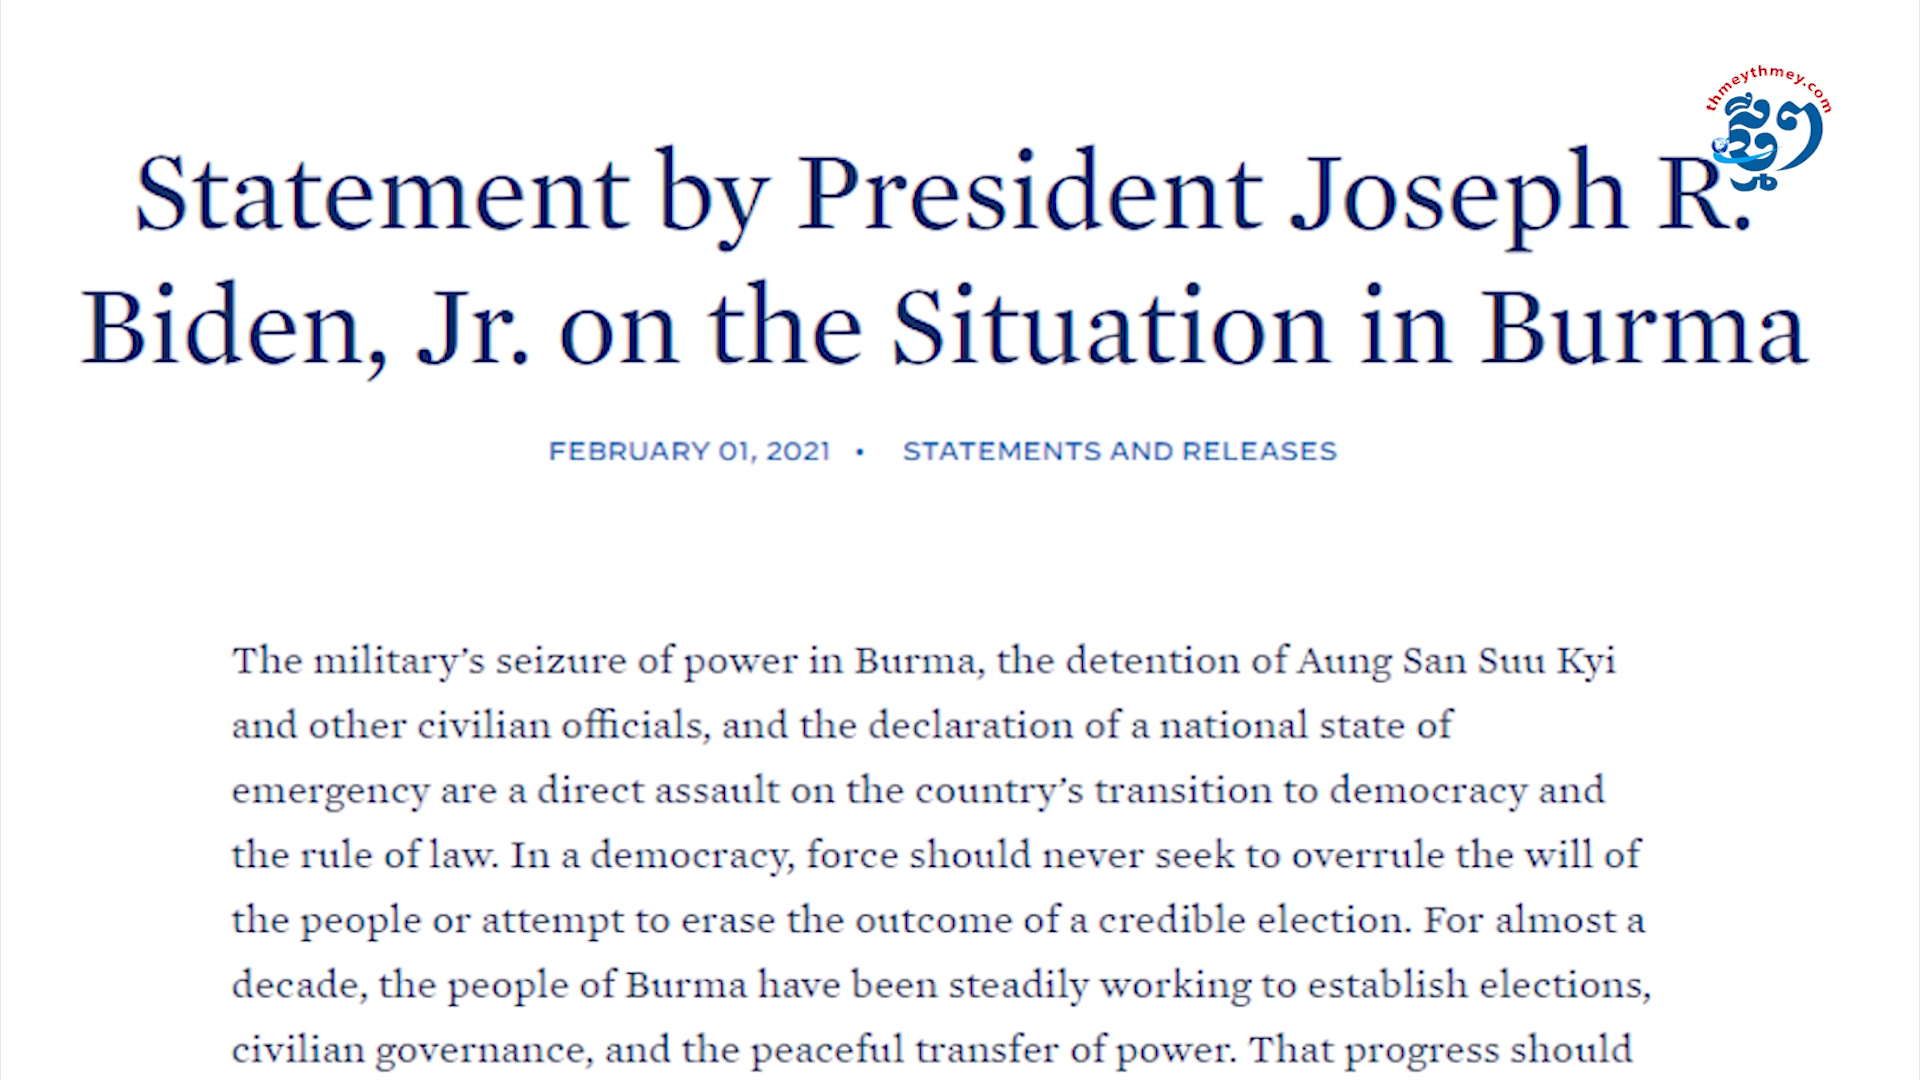 thmeythmey.com
Statement by President Joseph R.
Biden, Jr. on the Situation in Burma
FEBRUARY 01, 2021 • STATEMENTS AND RELEASES
The military’s seizure of power in Burma, the detention of Aung San Suu Kyi
and other civilian officials, and the declaration of a national state of
emergency are a direct assault on the country’s transition to democracy and
the rule of law. In a democracy, force should never seek to overrule the will of
the people or attempt to erase the outcome of a credible election. For almost a
decade, the people of Burma have been steadily working to establish elections,
civilian governance, and the peaceful transfer of power. That progress should